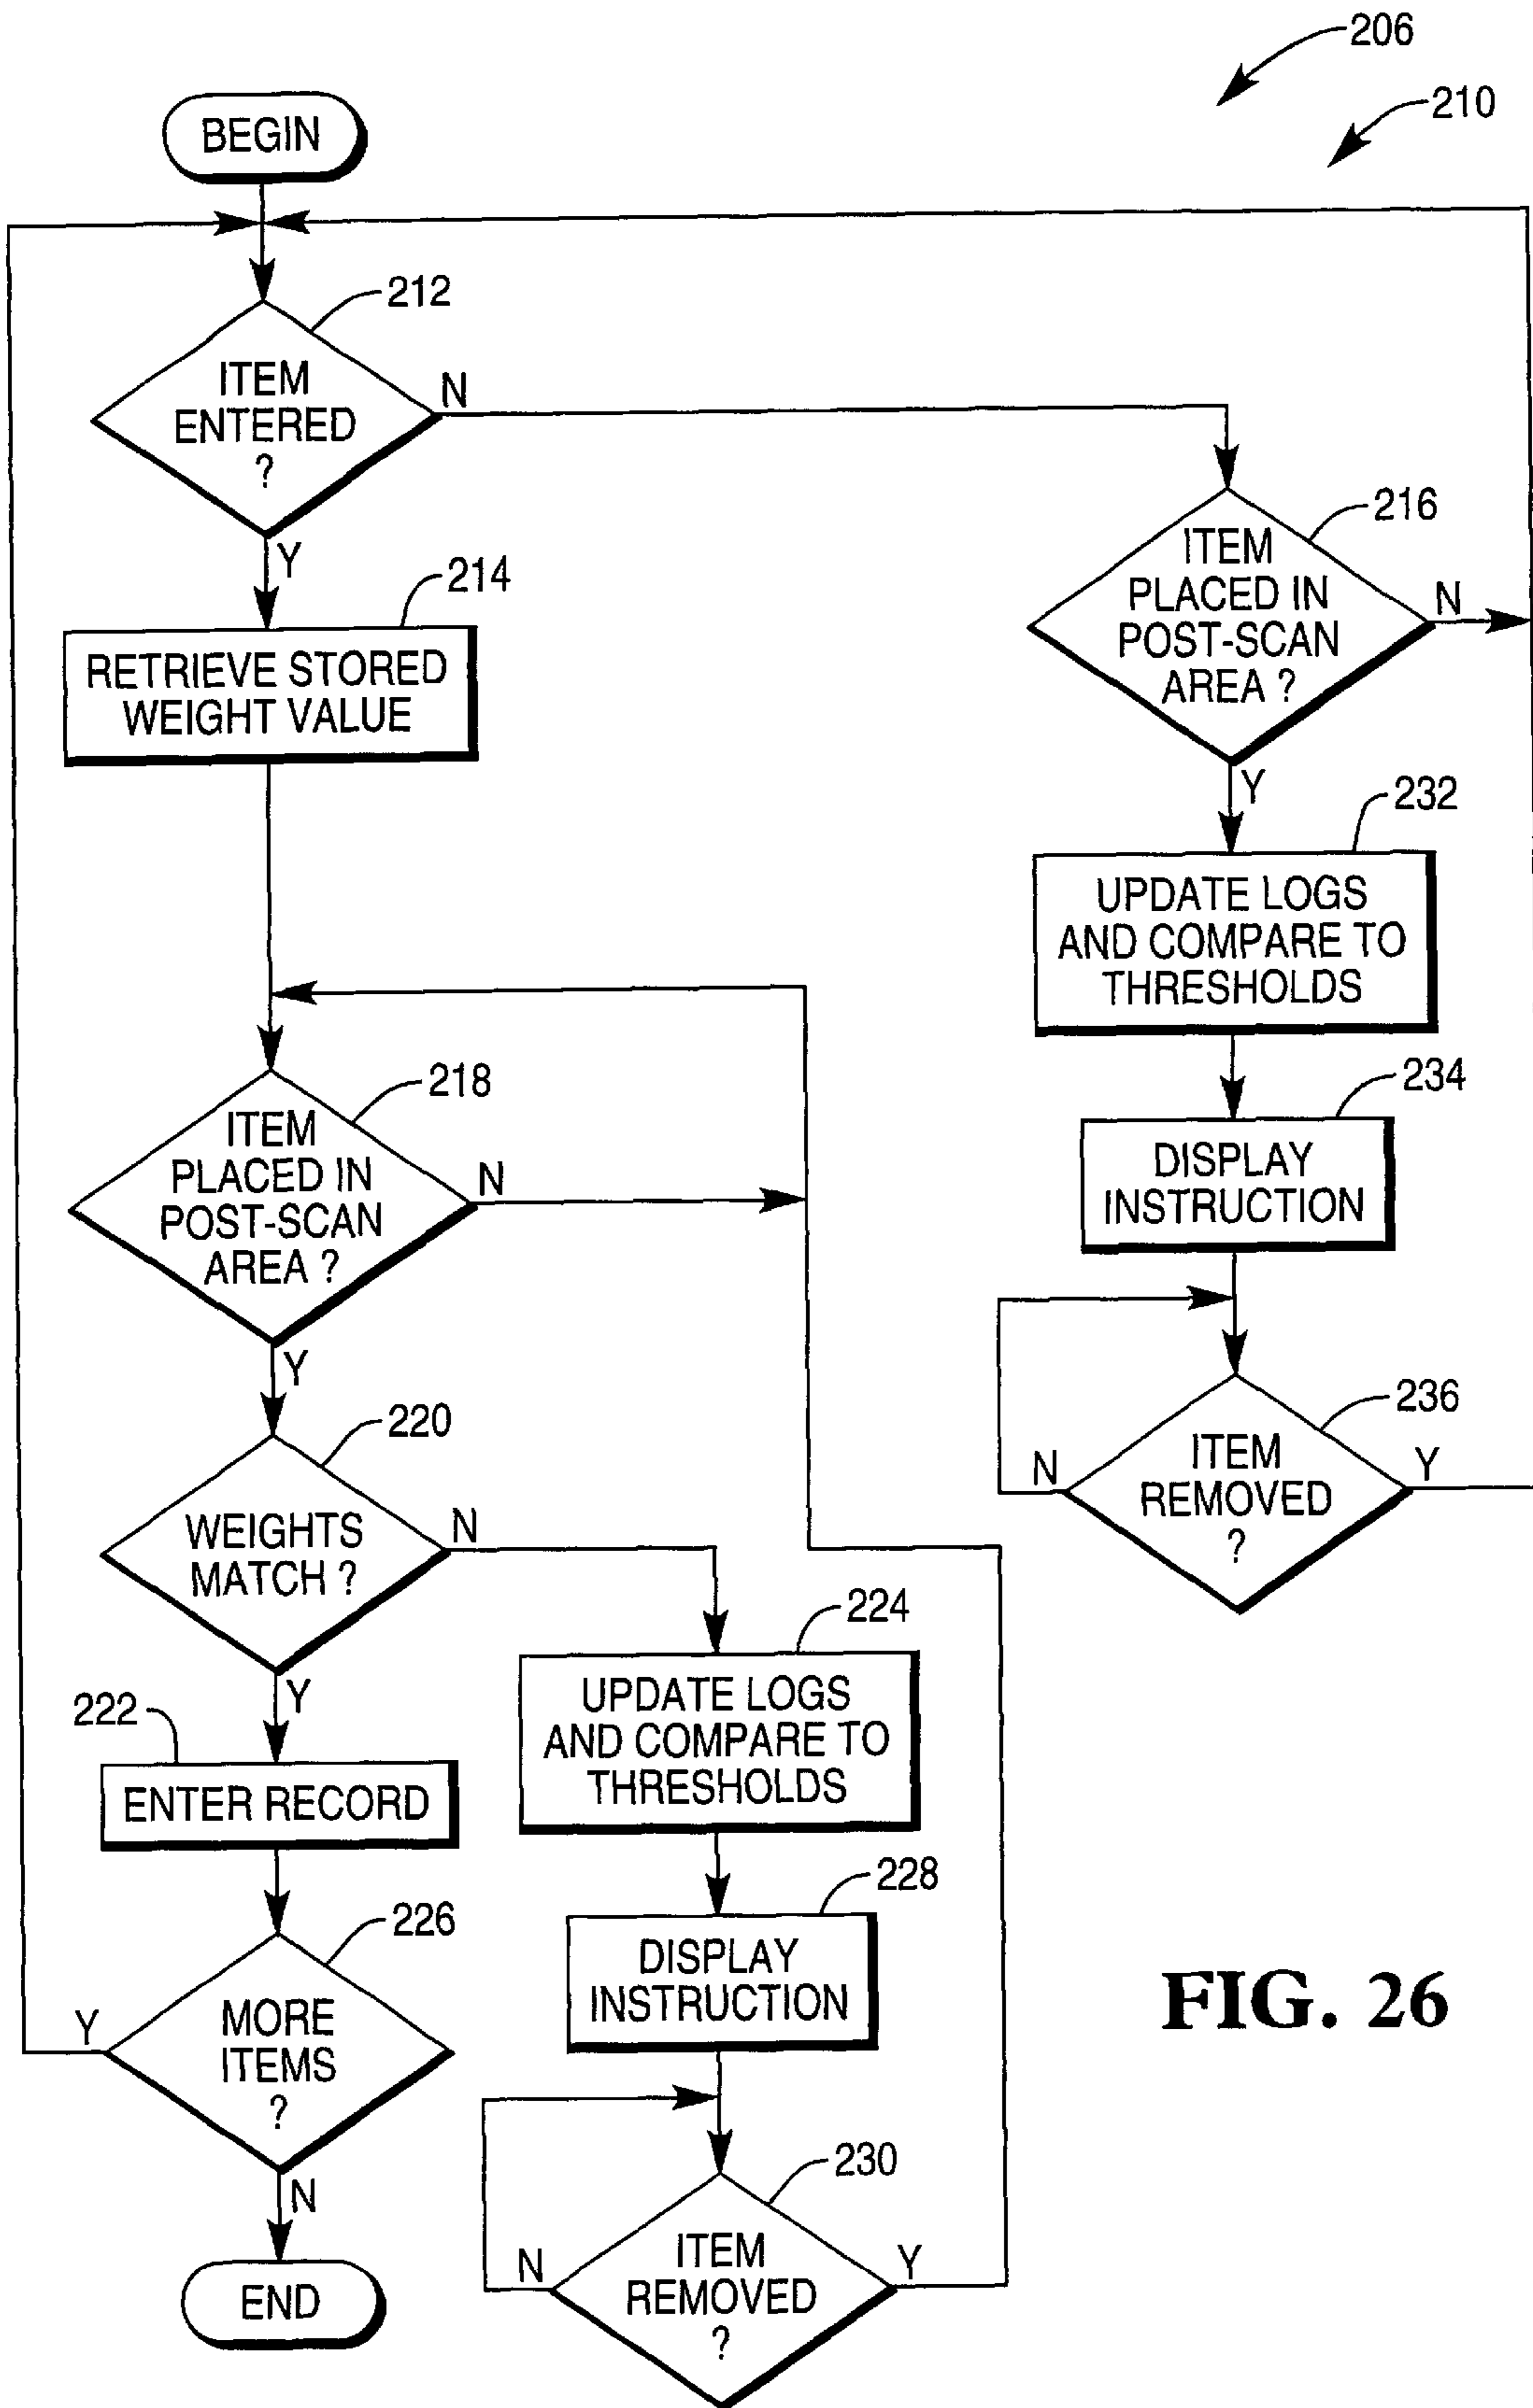 206
210
BEGIN
212
ITEM
ENTERED
?
N
Y
214
RETRIEVE STORED
WEIGHT VALUE
216
ITEM
PLACED IN
POST-SCAN
AREA ?
N
Y
232
UPDATE LOGS
AND COMPARE TO
THRESHOLDS
234
DISPLAY
INSTRUCTION
236
ITEM
REMOVED
?
N
Y
218
ITEM
PLACED IN
POST-SCAN
AREA ?
N
Y
220
WEIGHTS
MATCH ?
N
Y
222
ENTER RECORD
224
UPDATE LOGS
AND COMPARE TO
THRESHOLDS
226
MORE
ITEMS
?
Y
N
END
228
DISPLAY
INSTRUCTION
230
ITEM
REMOVED
?
N
Y
FIG. 26